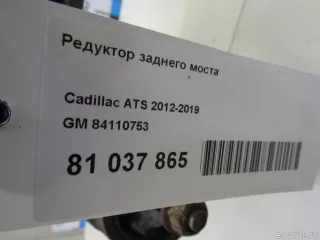 Редуктор заднего моста
Cadillac ATS 2012-2019
GM 84110753
81 037 865